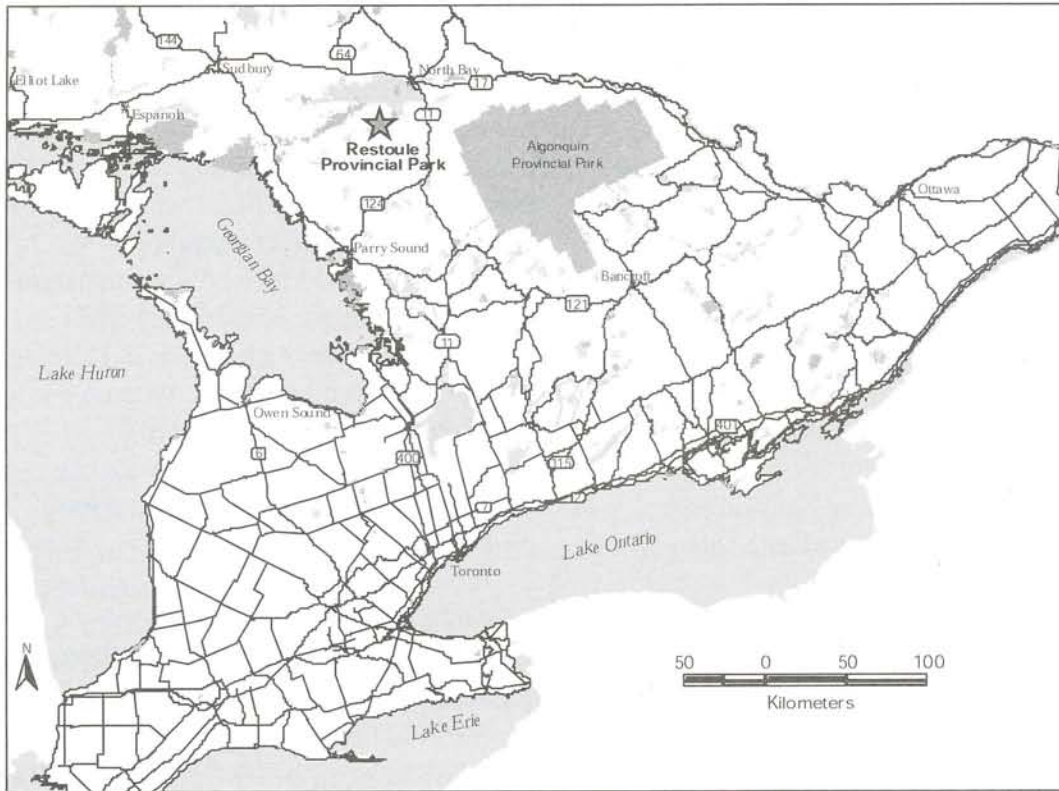 144
64
Elliot Lake
Sudbury
North Bay
17
Espanola
11
Restoule
Provincial Park
Algonquin
Provincial Park
124
Ottawa
Georgian Bay
Parry Sound
Bancroft
121
11
Lake Huron
Owen Sound
6
400
401
115
7
Lake Ontario
Toronto
N
50 0 50 100
Kilometers
Lake Erie